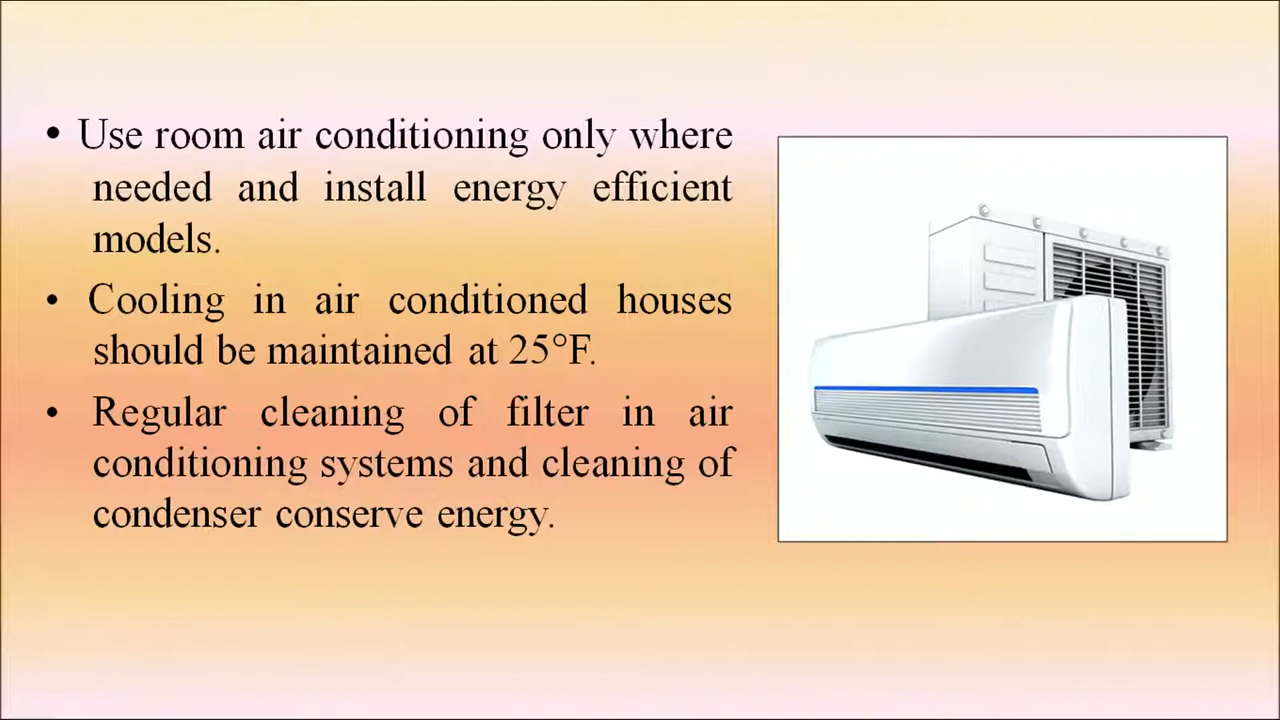 • Use room air conditioning only where
needed and install energy efficient
models.
• Cooling in air conditioned houses
should be maintained at 25°F.
• Regular cleaning of filter in air
conditioning systems and cleaning of
condenser conserve energy.